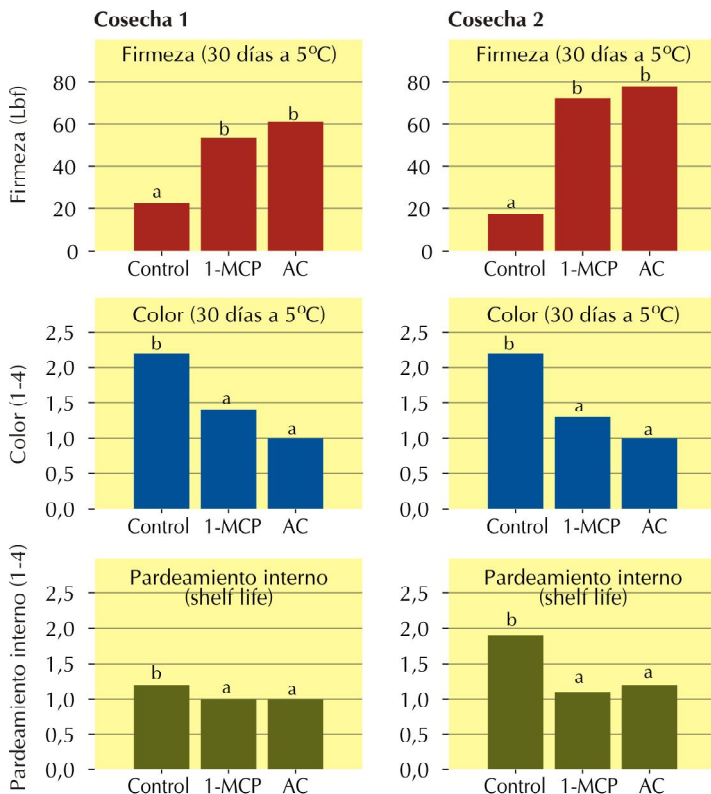 Cosecha 1
Firmeza (Lbf)
Firmeza (30 días a 5ºC)
80
60
40
20
0
a
b
b
Control 1-MCP AC
Cosecha 2
Firmeza (30 días a 5ºC)
80
60
40
20
0
a
b
b
Control 1-MCP AC
Color (1-4)
Color (30 días a 5ºC)
2,5
2,0
1,5
1,0
0,5
0,0
b
a
a
Control 1-MCP AC
Color (30 días a 5ºC)
2,5
2,0
1,5
1,0
0,5
0,0
b
a
a
Control 1-MCP AC
Pardeamiento interno (1-4)
Pardeamiento interno
(shelf life)
2,5
2,0
1,5
1,0
0,5
0,0
b
a
a
Control 1-MCP AC
Pardeamiento interno
(shelf life)
2,5
2,0
1,5
1,0
0,5
0,0
b
a
a
Control 1-MCP AC